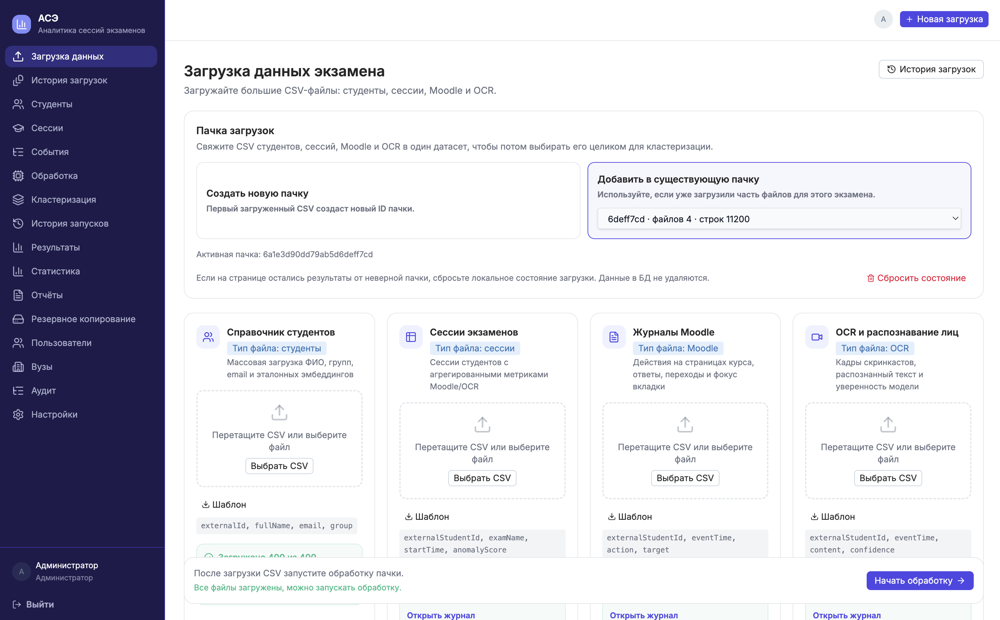 АСЭ
Аналитика сессий экзаменов
Загрузка данных
История загрузок
Студенты
Сессии
События
Обработка
Кластеризация
История запусков
Результаты
Статистика
Отчёты
Резервное копирование
Пользователи
Вузы
Аудит
Настройки
А
Администратор
Администратор
Выйти
А
+ Новая загрузка
Загрузка данных экзамена
Загружайте большие CSV-файлы: студенты, сессии, Moodle и OCR.
История загрузок
Пачка загрузок
Свяжите CSV студентов, сессий, Moodle и OCR в один датасет, чтобы потом выбирать его целиком для кластеризации.
Создать новую пачку
Первый загруженный CSV создаст новый ID пачки.
Добавить в существующую пачку
Используйте, если уже загрузили часть файлов для этого экзамена.
6deff7cd · файлов 4 · строк 11200
Активная пачка: 6a1e3d90dd79ab5d6deff7cd
Если на странице остались результаты от неверной пачки, сбросьте локальное состояние загрузки. Данные в БД не удаляются.
Сбросить состояние
Справочник студентов
Тип файла: студенты
Массовая загрузка ФИО, групп,
email и эталонных эмбеддингов
Перетащите CSV или выберите
файл
Выбрать CSV
Шаблон
externalId, fullName, email, group
Загружено 400 из 400
Сессии экзаменов
Тип файла: сессии
Сессии студентов с
агрегированными метриками
Moodle/OCR
Перетащите CSV или выберите
файл
Выбрать CSV
Шаблон
externalStudentId, examName,
startTime, anomalyScore
Открыть журнал
Журналы Moodle
Тип файла: Moodle
Действия на страницах курса,
ответы, переходы и фокус
вкладки
Перетащите CSV или выберите
файл
Выбрать CSV
Шаблон
externalStudentId, eventTime,
action, target
Открыть журнал
OCR и распознавание лиц
Тип файла: OCR
Кадры скринкастов,
распознанный текст и
уверенность модели
Перетащите CSV или выберите
файл
Выбрать CSV
Шаблон
externalStudentId, eventTime,
content, confidence
Открыть журнал
После загрузки CSV запустите обработку пачки.
Все файлы загружены, можно запускать обработку.
Начать обработку →